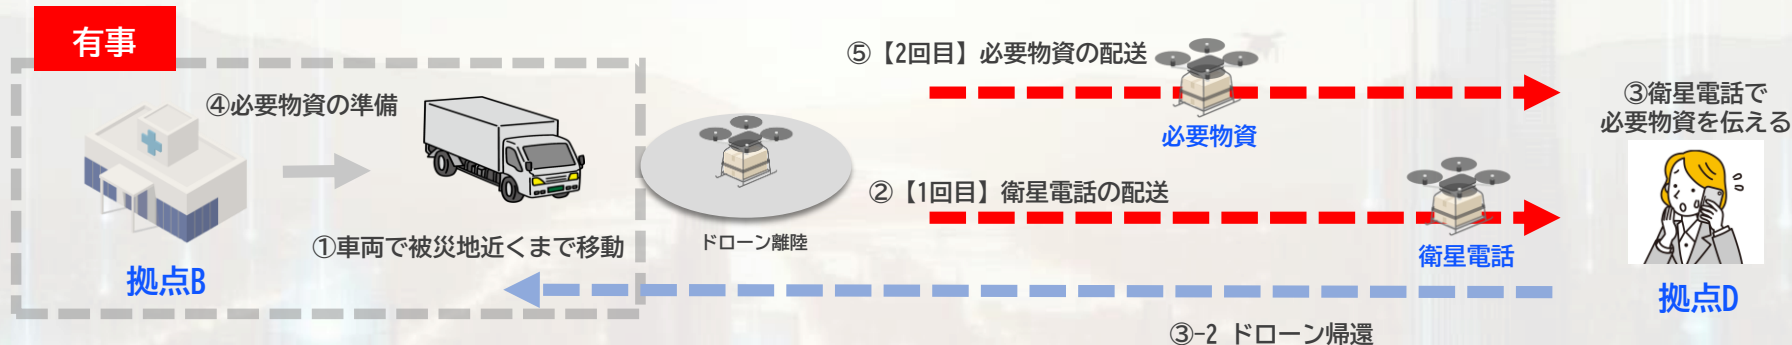 有事
④必要物資の準備
①車両で被災地近くまで移動
拠点B
ドローン離陸
⑤【2回目】必要物資の配送
必要物資
②【1回目】衛星電話の配送
衛星電話
③衛星電話で
必要物資を伝える
拠点D
③-2 ドローン帰還